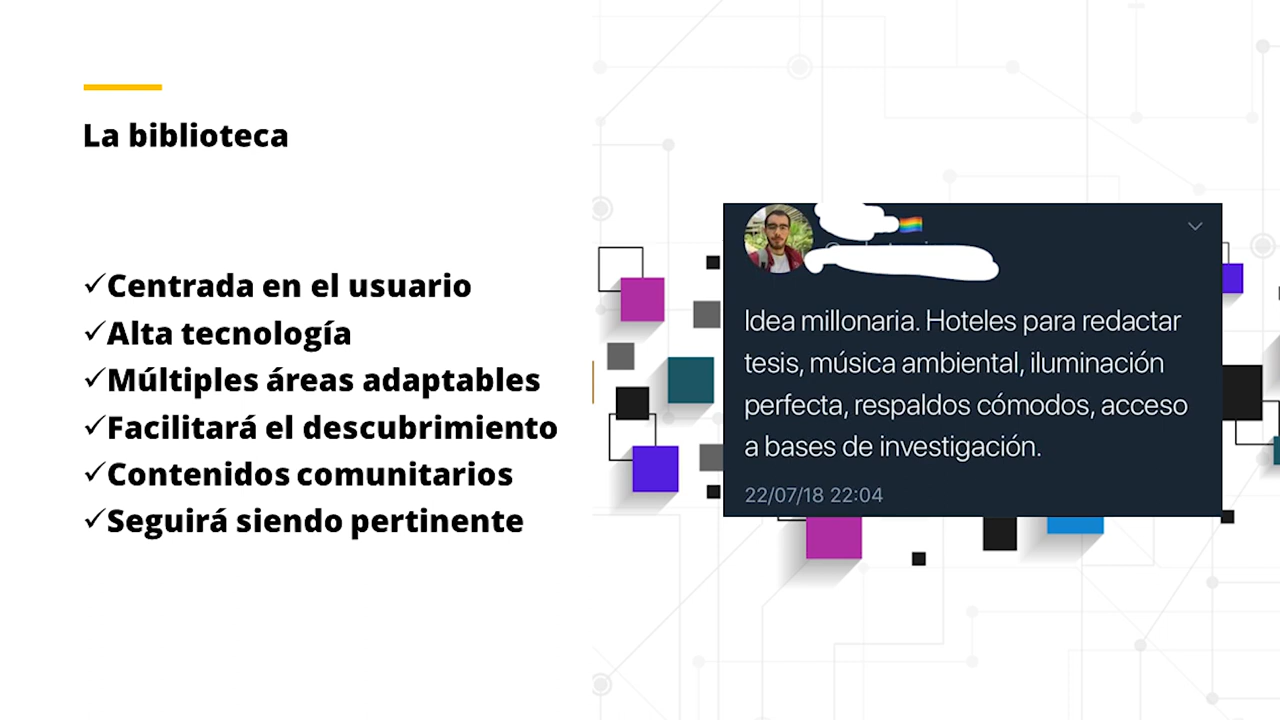 La biblioteca
✓Centrada en el usuario
✓Alta tecnología
✓Múltiples áreas adaptables
✓Facilitará el descubrimiento
✓Contenidos comunitarios
✓Seguirá siendo pertinente
Idea millonaria. Hoteles para redactar
tesis, música ambiental, iluminación
perfecta, respaldos cómodos, acceso
a bases de investigación.
22/07/18 22:04